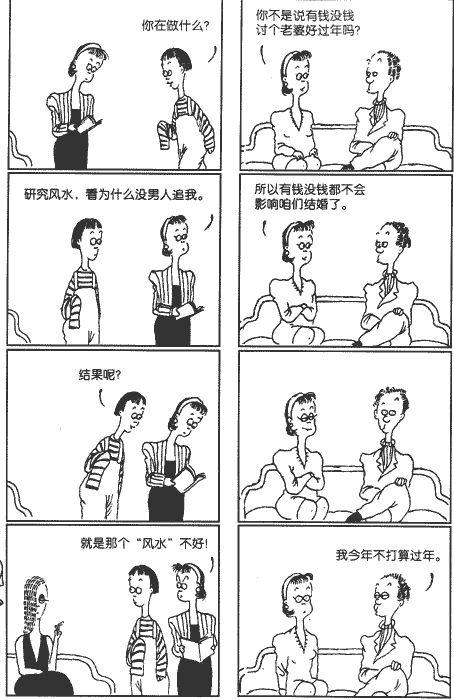 你在做什么?
研究风水，看为什么没男人追我。
结果呢?
就是那个“风水”不好!
你不是说有钱没钱
讨个老婆好过年吗?
所以有钱没钱都不会
影响咱们结婚了。
我今年不打算过年。